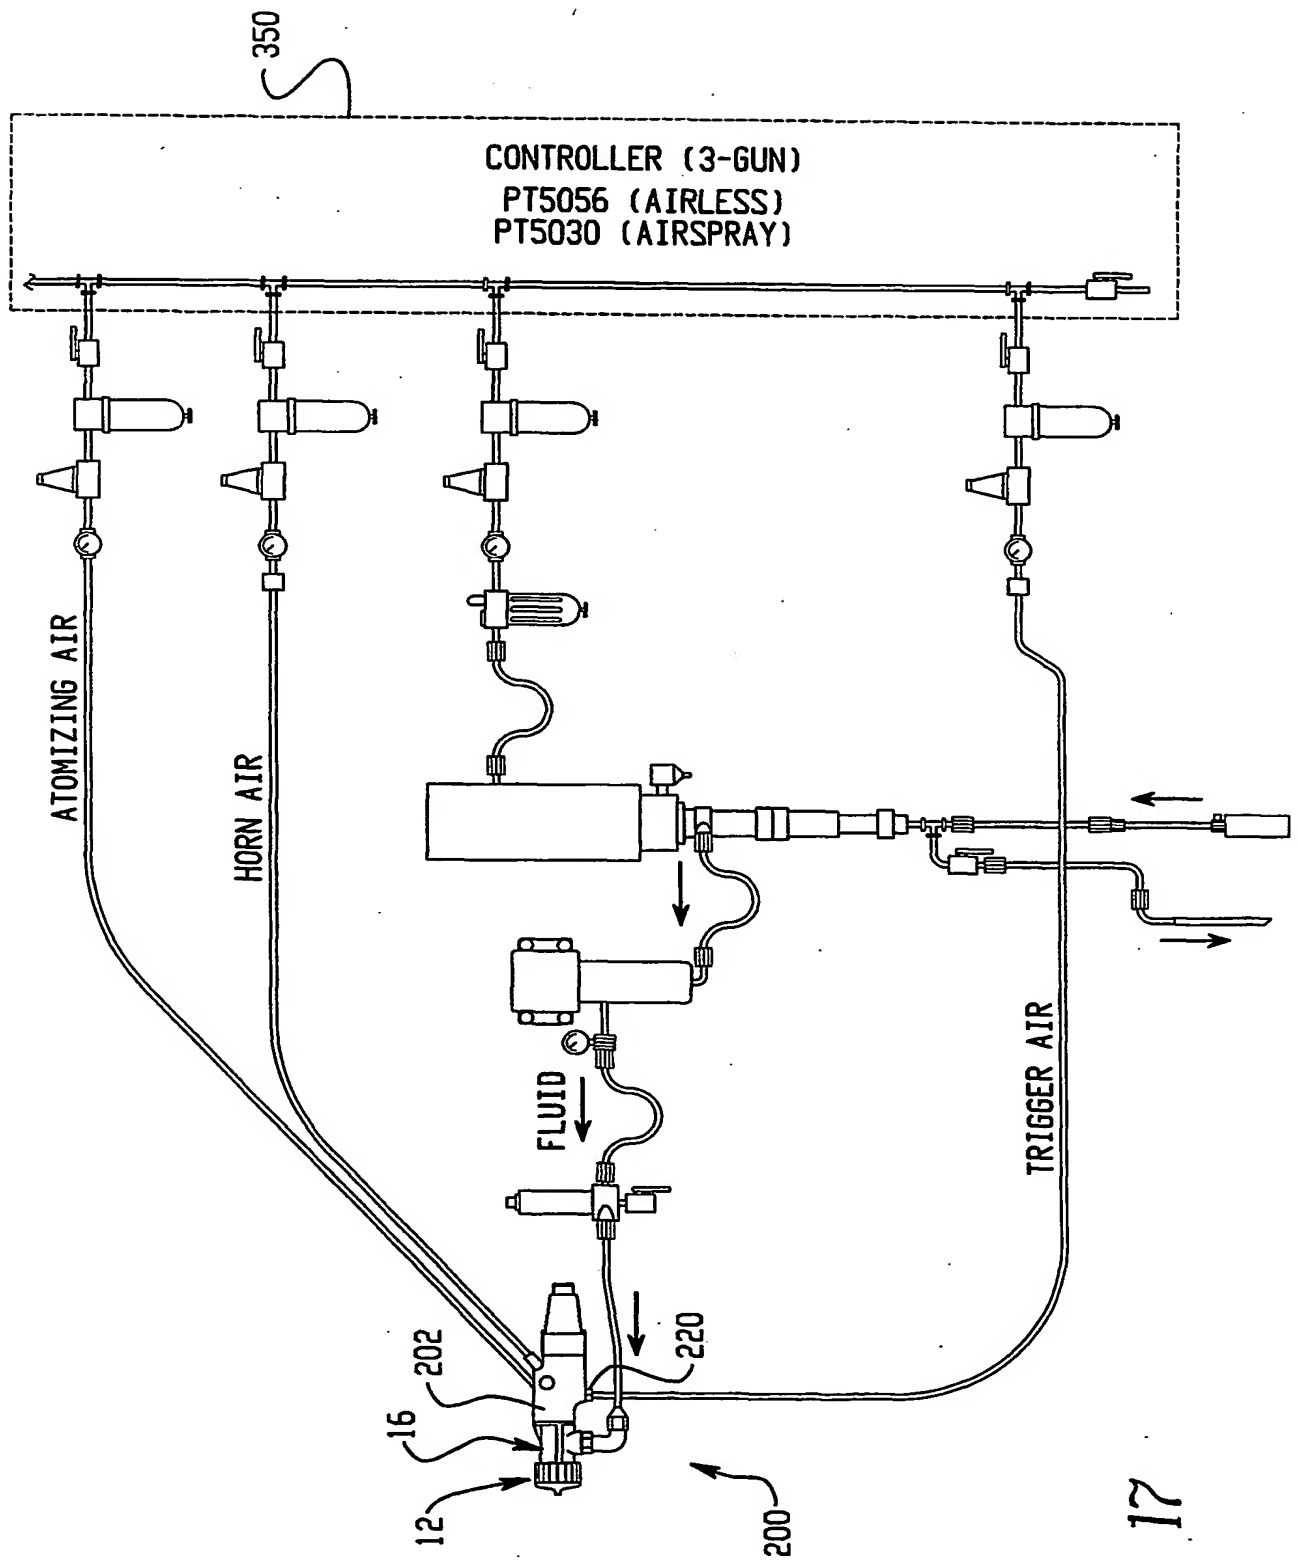 350
CONTROLLER (3-GUN)
PT5056 (AIRLESS)
PT5030 (AIRSPRAY)
ATOMIZING AIR
HORN AIR
FLUID
TRIGGER AIR
202
16
12
220
200
17